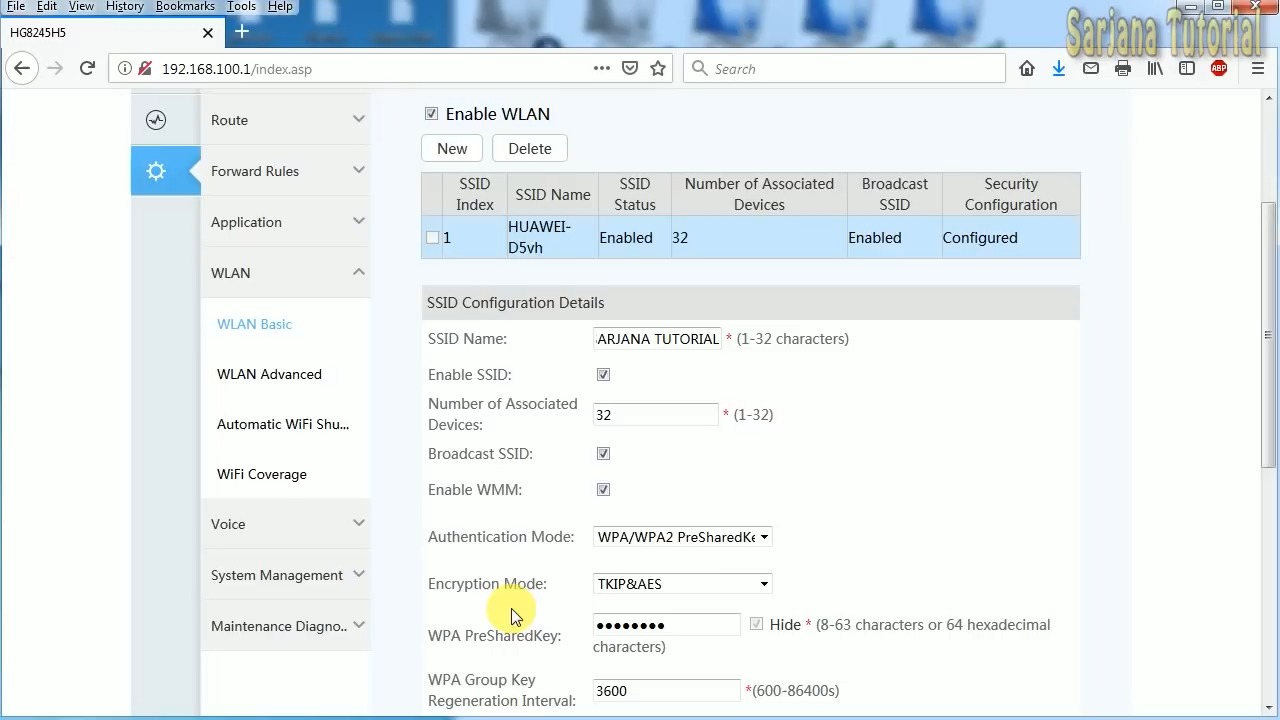 File Edit View History Bookmarks Tools Help
Sarjana Tutorial
HG8245H5
192.168.100.1/index.asp
Search
ABP
Route
Forward Rules
Application
WLAN
WLAN Basic
WLAN Advanced
Automatic WiFi Shu...
WiFi Coverage
Voice
System Management
Maintenance Diagno..
Enable WLAN
New Delete
SSID Index SSID Name SSID Status Number of Associated Devices Broadcast SSID Security Configuration
1 HUAWEI-D5vh Enabled 32 Enabled Configured
SSID Configuration Details
SSID Name: ARJANA TUTORIAL * (1-32 characters)
Enable SSID:
Number of Associated
Devices: 32 * (1-32)
Broadcast SSID:
Enable WMM:
Authentication Mode: WPA/WPA2 PreSharedKe
Encryption Mode: TKIP&AES
WPA PreSharedKey: ●●●●●●●● Hide * (8-63 characters or 64 hexadecimal
characters)
WPA Group Key
Regeneration Interval: 3600 *(600-86400s)